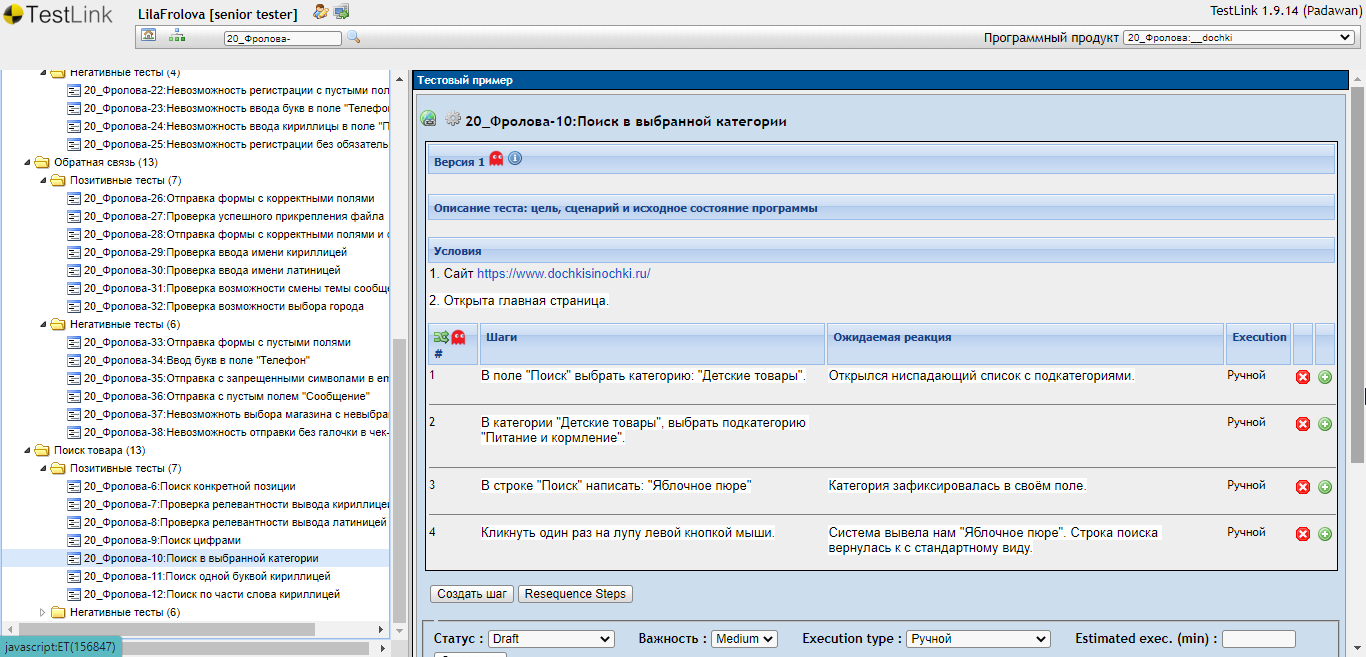 TestLink
LilaFrolova [senior tester]
TestLink 1.9.14 (Padawan)
20_Фролова-
Программный продукт
20_Фролова:__dochki
Негативные тесты (4)
20_Фролова-22:Невозможность регистрации с пустыми пол
20_Фролова-23:Невозможность ввода букв в поле "Телефо
20_Фролова-24:Невозможность ввода кириллицы в поле "П
20_Фролова-25:Невозможность регистрации без обязатель
Обратная связь (13)
Позитивные тесты (7)
20_Фролова-26:Отправка формы с корректными полями
20_Фролова-27:Проверка успешного прикрепления файла
20_Фролова-28:Отправка формы с корректными полями и с
20_Фролова-29:Проверка ввода имени кириллицей
20_Фролова-30:Проверка ввода имени латиницей
20_Фролова-31:Проверка возможности смены темы сообщ
20_Фролова-32:Проверка возможности выбора города
Негативные тесты (6)
20_Фролова-33:Отправка формы с пустыми полями
20_Фролова-34:Ввод букв в поле "Телефон"
20_Фролова-35:Отправка с запрещенными символами в em
20_Фролова-36:Отправка с пустым полем "Сообщение"
20_Фролова-37:Невозможноть выбора магазина с невыбра
20_Фролова-38:Невозможность отправки без галочки в чек-
Поиск товара (13)
Позитивные тесты (7)
20_Фролова-6:Поиск конкретной позиции
20_Фролова-7:Проверка релевантности вывода кириллице
20_Фролова-8:Проверка релевантности вывода латиницей
20_Фролова-9:Поиск цифрами
20_Фролова-10:Поиск в выбранной категории
20_Фролова-11:Поиск одной буквой кириллицей
20_Фролова-12:Поиск по части слова кириллицей
Негативные тесты (6)
javascript:ET(156847)
Тестовый пример
20_Фролова-10:Поиск в выбранной категории
Версия 1
Описание теста: цель, сценарий и исходное состояние программы
Условия
1. Сайт https://www.dochkisinochki.ru/
2. Открыта главная страница.
# Шаги Ожидаемая реакция Execution
1 В поле "Поиск" выбрать категорию: "Детские товары". Открылся ниспадающий список с подкатегориями. Ручной
2 В категории "Детские товары", выбрать подкатегорию Ручной
"Питание и кормление".
3 В строке "Поиск" написать: "Яблочное пюре" Категория зафиксировалась в своём поле. Ручной
4 Кликнуть один раз на лупу левой кнопкой мыши. Система вывела нам "Яблочное пюре". Строка поиска Ручной
вернулась к с стандартному виду.
Создать шаг Resequence Steps
Статус : Draft Важность : Medium Execution type : Ручной Estimated exec. (min) :